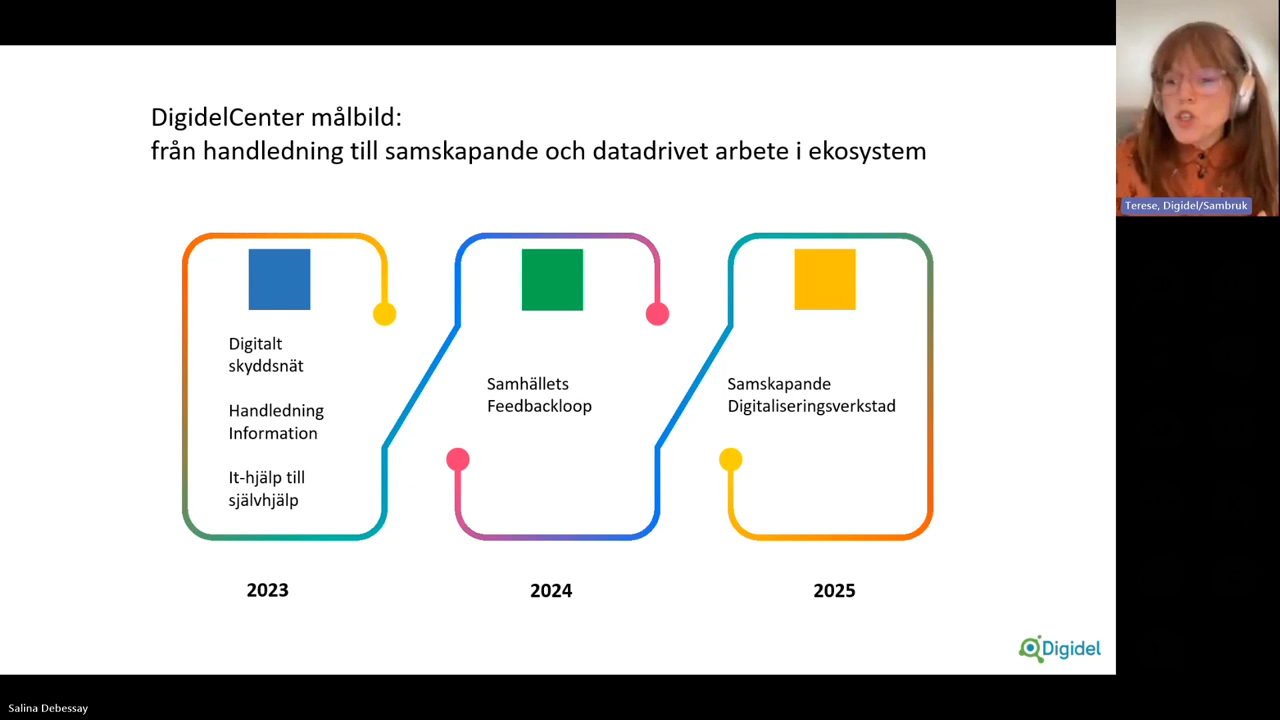 DigidelCenter målbild:
från handledning till samskapande och datadrivet arbete i ekosystem
Digitalt
skyddsnät
Handledning
Information
It-hjälp till
självhjälp
2023
Samhällets
Feedbackloop
2024
Samskapande
Digitaliseringsverkstad
2025
Digidel
Terese, Digidel/Sambruk
Salina Debessay